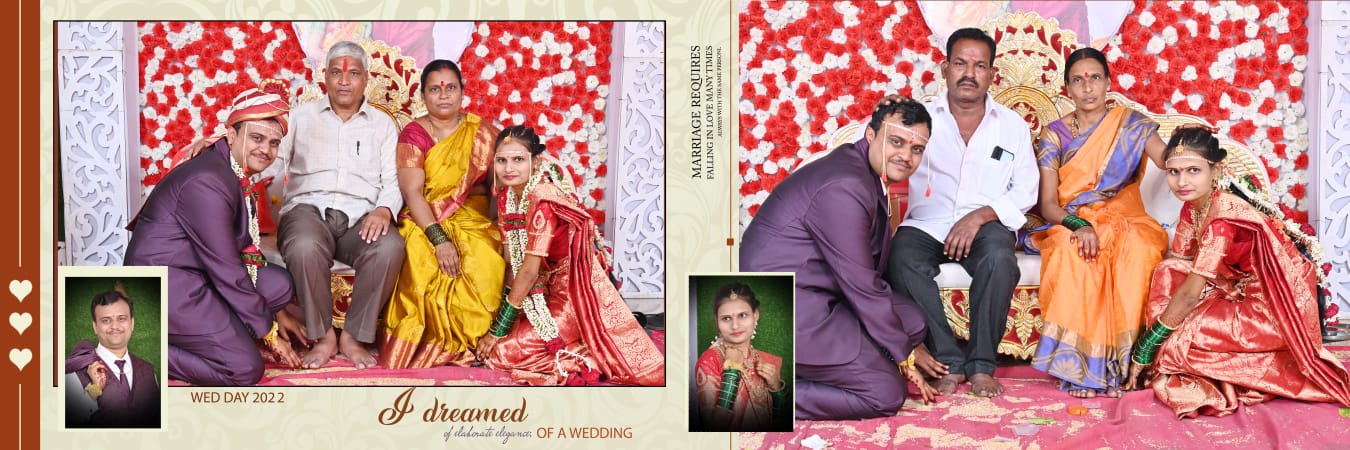 WED DAY 2022
I dreamed
of elaborate elegance;
OF A WEDDING
MARRIAGE REQUIRES
FALLING IN LOVE MANY TIMES
ALWAYS WITH THE SAME PERSON.